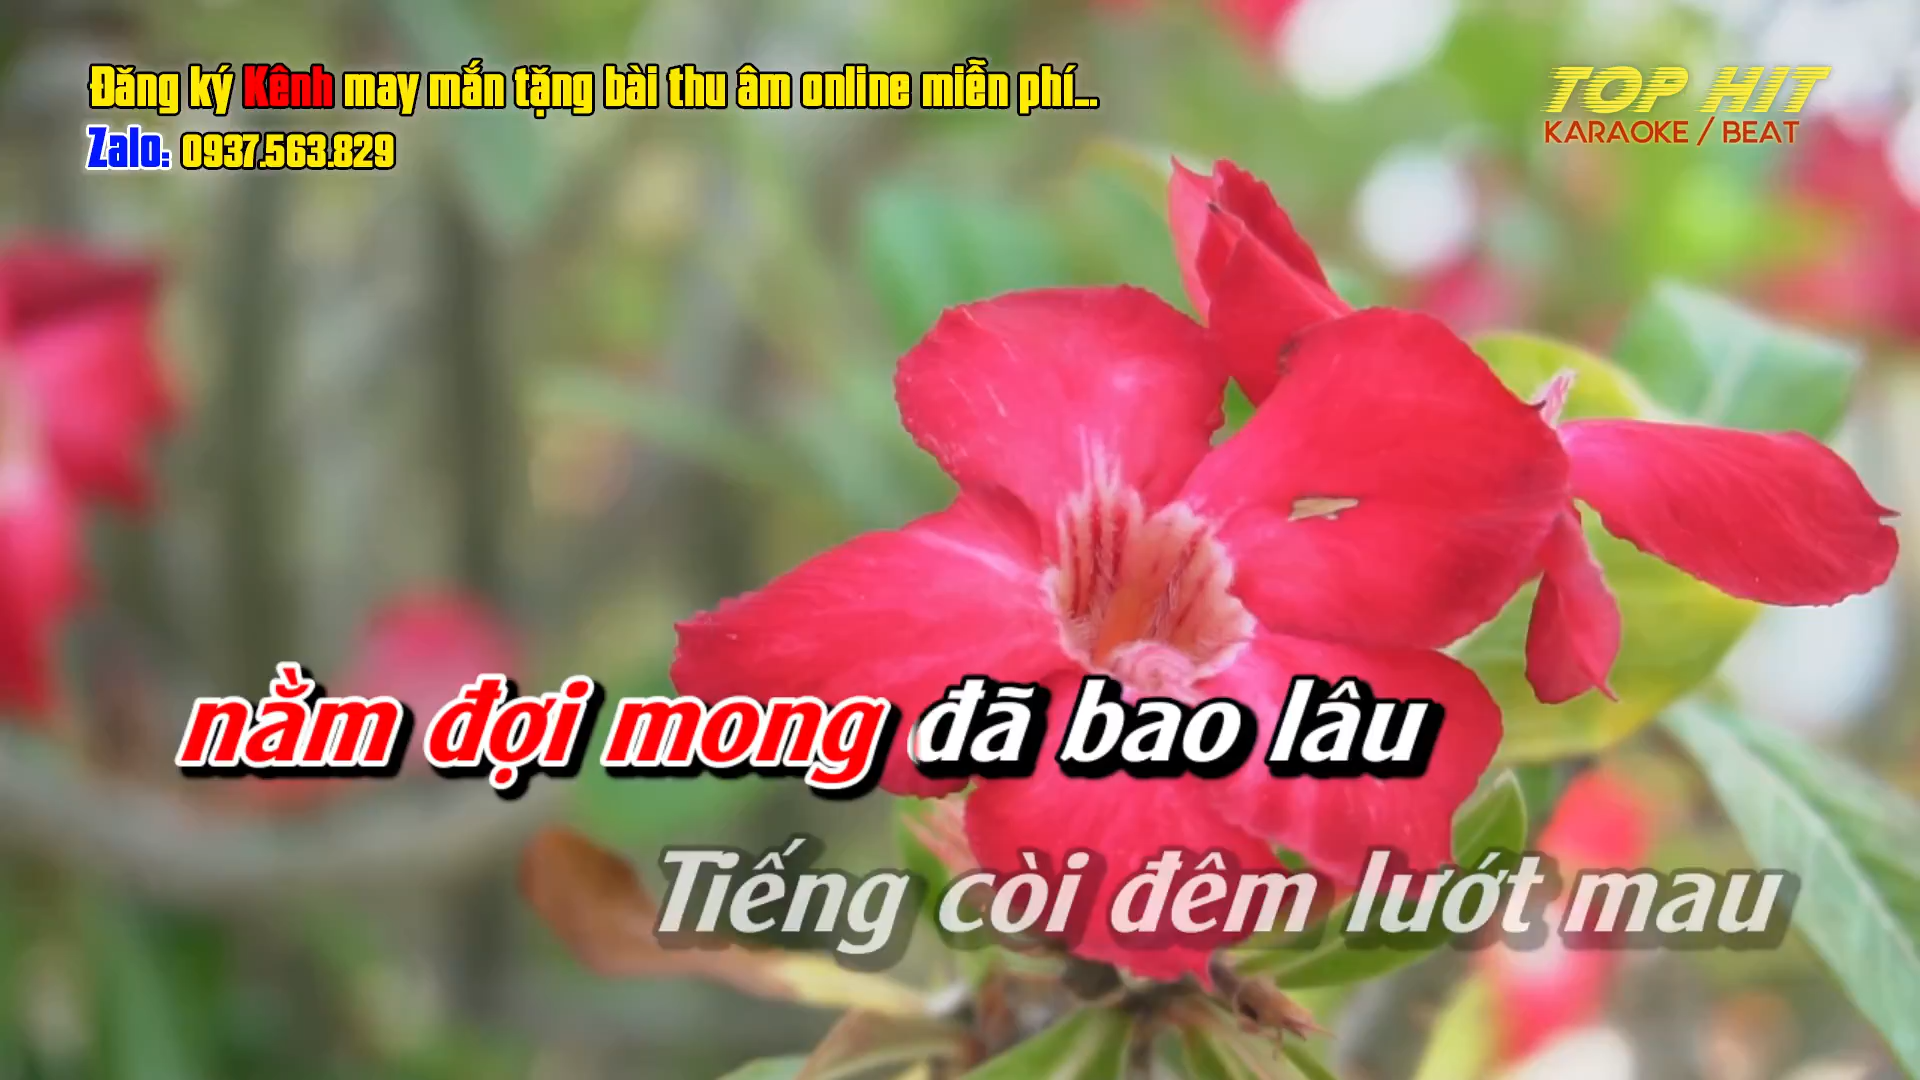 Đăng ký Kênh may mắn tặng bài thu âm online miễn phí...
Zalo: 0937.563.829
TOP HIT
KARAOKE / BEAT
nằm đợi mong đã bao lâu
Tiếng còi đêm lướt mau